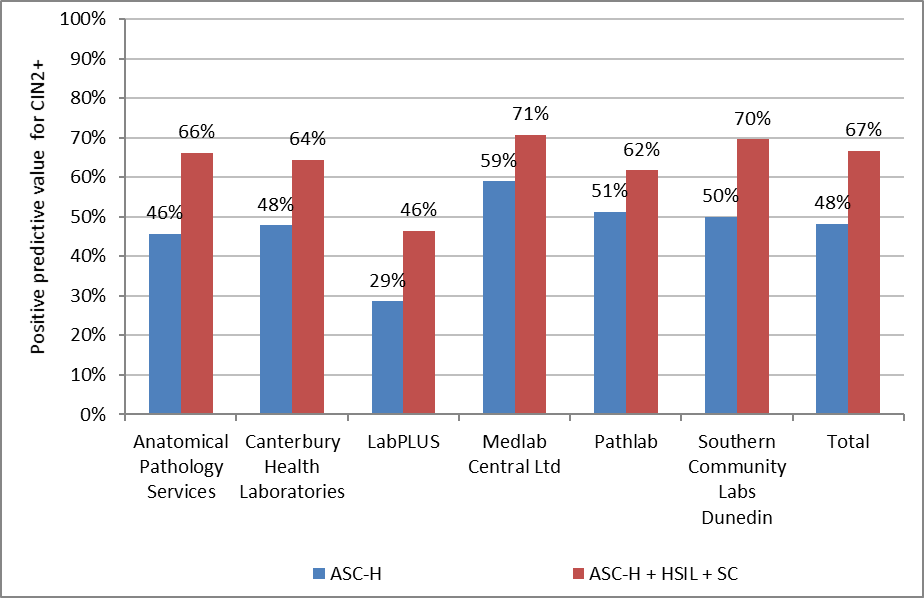 Positive predictive value for CIN2+
100%
90%
80%
70%
60%
50%
40%
30%
20%
10%
0%
46%
66%
48%
64%
29%
46%
59%
71%
51%
62%
50%
70%
48%
67%
Anatomical
Pathology
Services
Canterbury
Health
Laboratories
LabPLUS
Medlab
Central Ltd
Pathlab
Southern
Community
Labs
Dunedin
Total
ASC-H
ASC-H + HSIL + SC